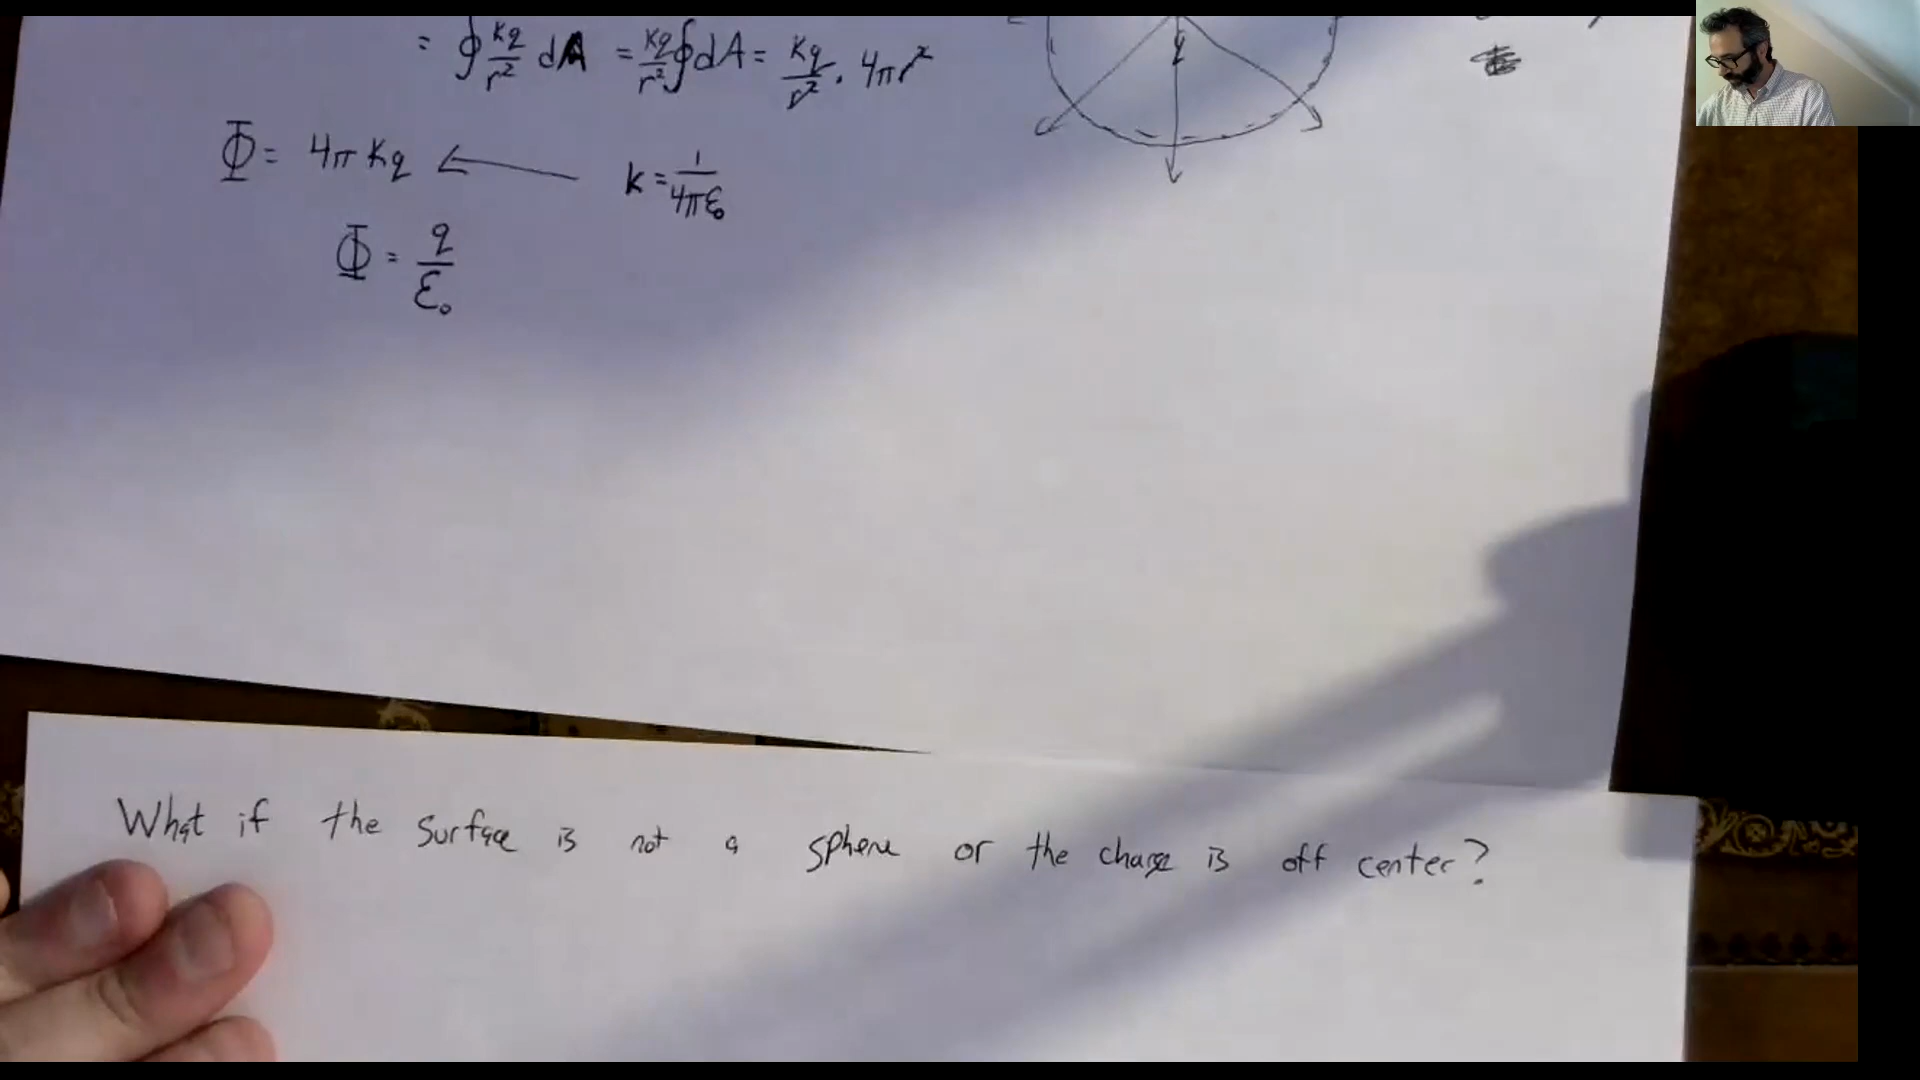 = ∮ kq/r² dA = kq/r² ∮ dA = kq/r² · 4πr²
q
Φ = 4π kq ← k = 1/4πε₀
Φ = q/ε₀
What if the surface is not a sphere or the charge is off center?